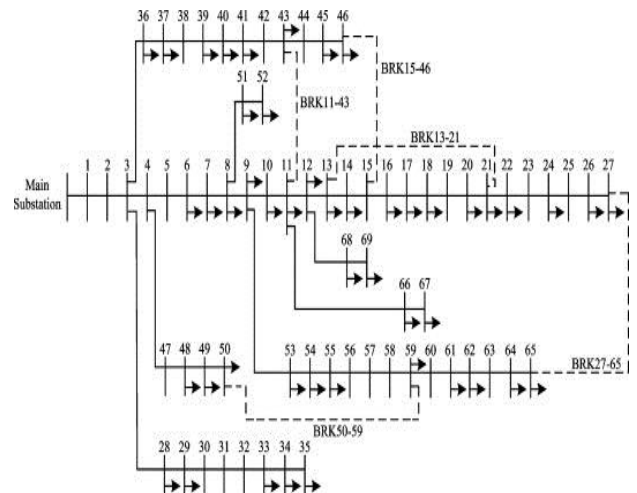 36 37 38 39 40 41 42 43 44 45 46
BRK15-46
51 52
BRK11-43
BRK13-21
Main
Substation
1 2 3 4 5 6 7 8 9 10 11 12 13 14 15 16 17 18 19 20 21 22 23 24 25 26 27
68 69
66 67
47 48 49 50
53 54 55 56 57 58 59 60 61 62 63 64 65
BRK27-65
BRK50-59
28 29 30 31 32 33 34 35